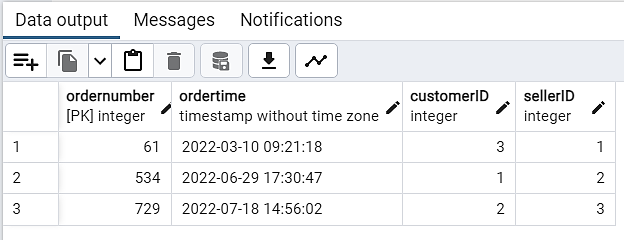 Data output Messages Notifications
ordernumber ordertime customerID sellerID
[PK] integer timestamp without time zone integer integer
1 61 2022-03-10 09:21:18 3 1
2 534 2022-06-29 17:30:47 1 2
3 729 2022-07-18 14:56:02 2 3